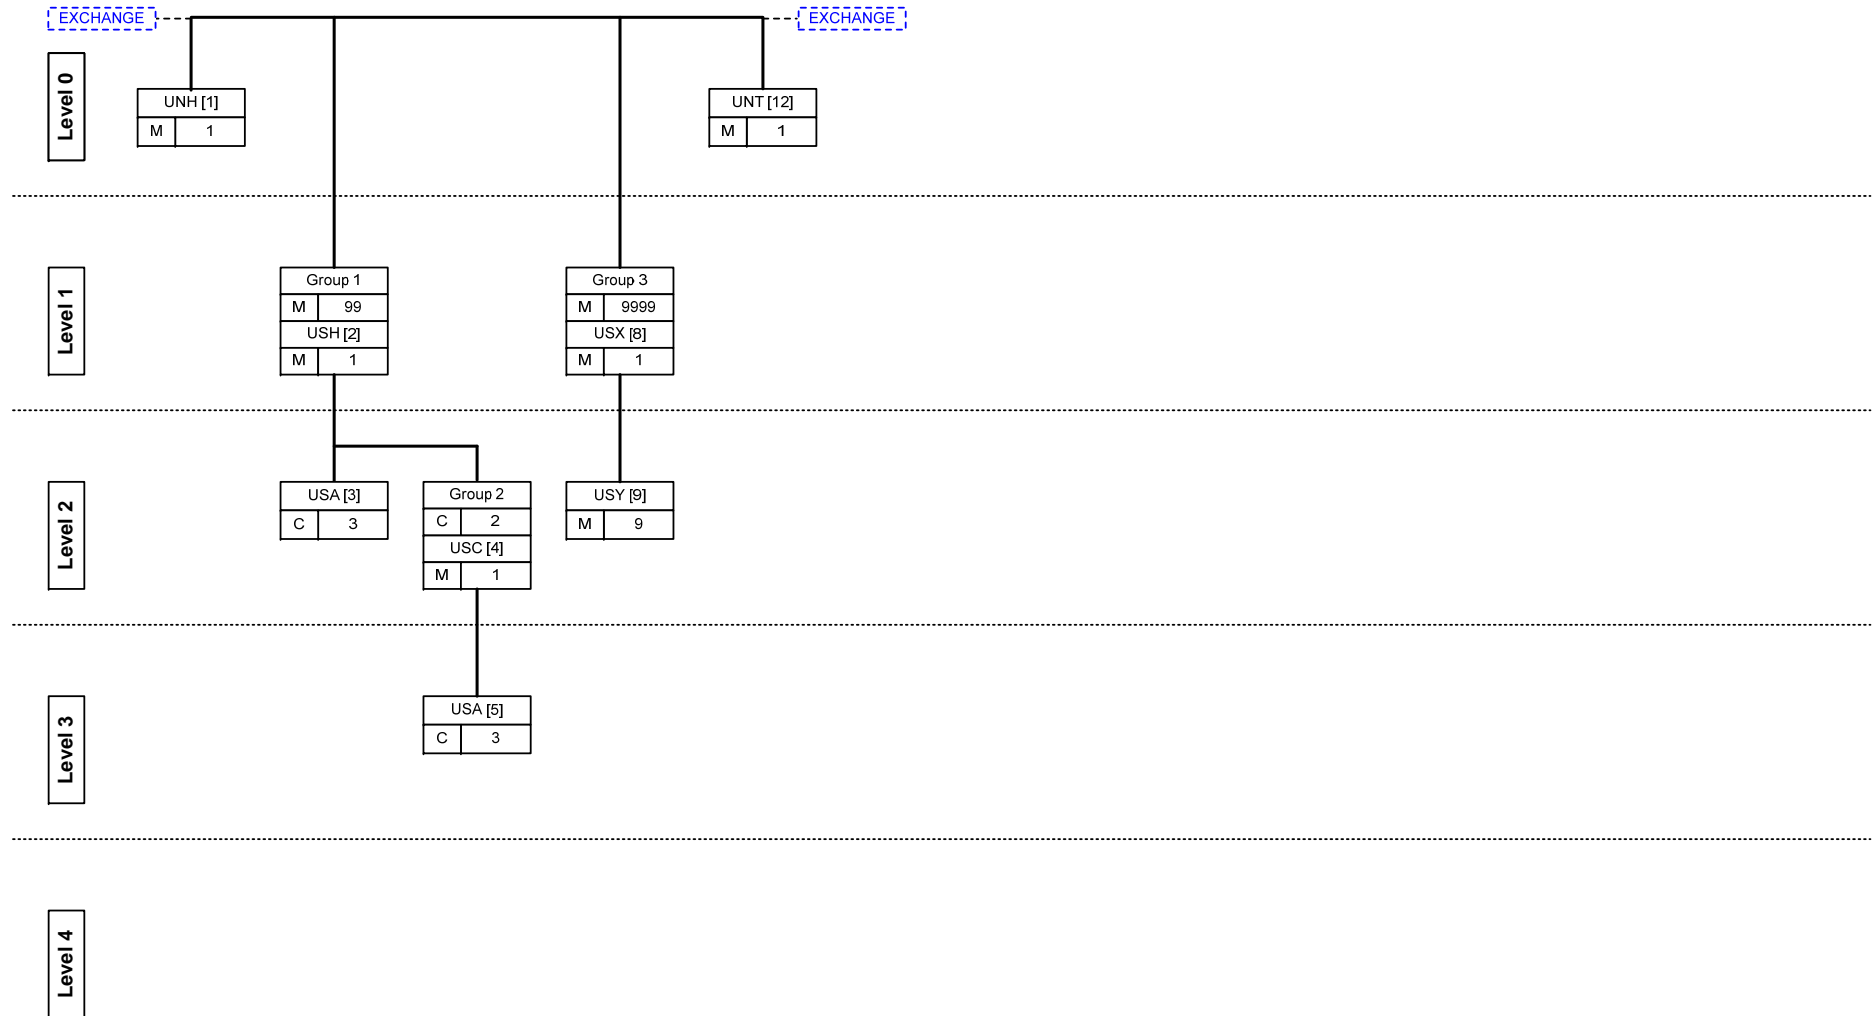 EXCHANGE EXCHANGE
Level 0
UNH [1] UNT [12]
M 1 M 1
Level 1
Group 1 Group 3
M 99 M 9999
USH [2] USX [8]
M 1 M 1
Level 2
USA [3] Group 2 USY [9]
C 3 C 2 M 9
USC [4]
M 1
Level 3
USA [5]
C 3
Level 4